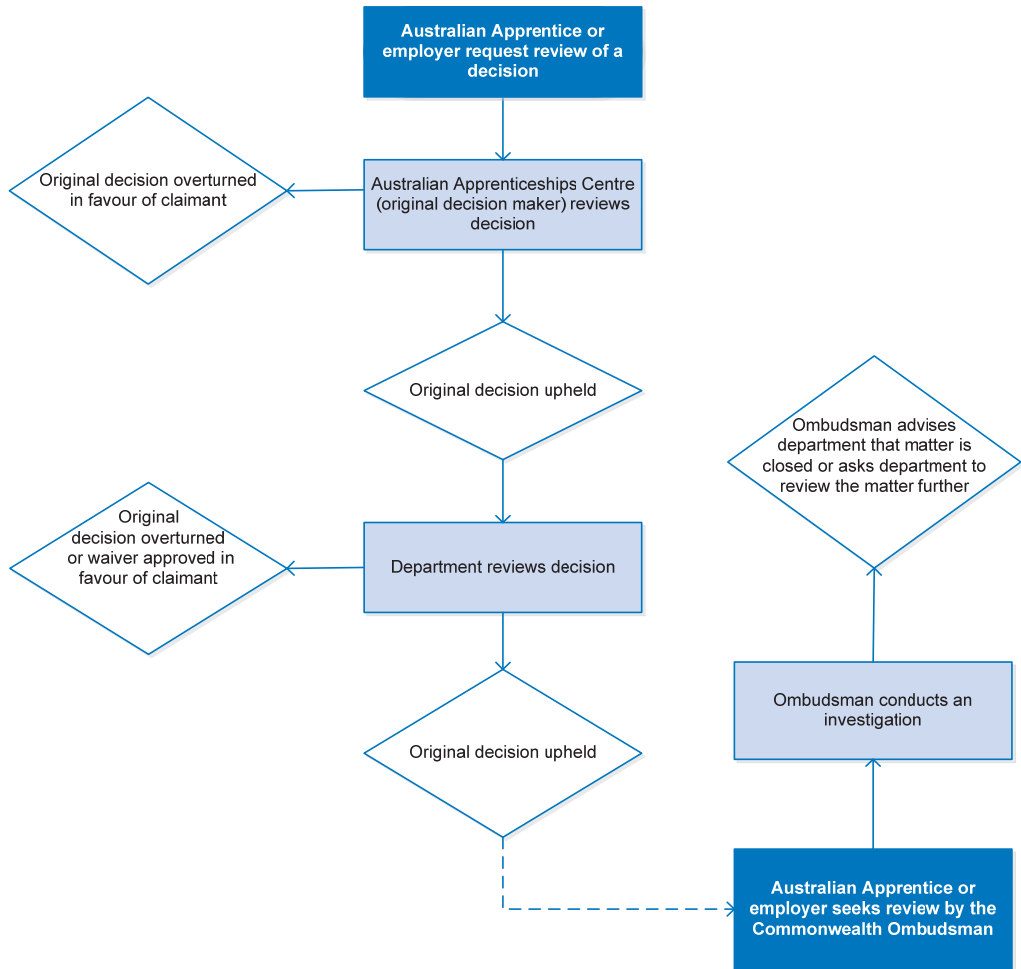 Australian Apprentice or
employer request review of a
decision
Original decision overturned
in favour of claimant
Australian Apprenticeships Centre
(original decision maker) reviews
decision
Original decision upheld
Original
decision overturned
or waiver approved in
favour of claimant
Department reviews decision
Original decision upheld
Ombudsman advises
department that matter is
closed or asks department to
review the matter further
Ombudsman conducts an
investigation
Australian Apprentice or
employer seeks review by the
Commonwealth Ombudsman